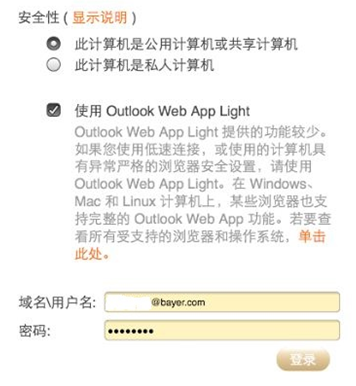 安全性 ( 显示说明 )
此计算机是公用计算机或共享计算机
此计算机是私人计算机
使用 Outlook Web App Light
Outlook Web App Light 提供的功能较少。
如果您使用低速连接，或使用的计算机具
有异常严格的浏览器安全设置，请使用
Outlook Web App Light。在 Windows、
Mac 和 Linux 计算机上，某些浏览器也支
持完整的 Outlook Web App 功能。若要查
看所有受支持的浏览器和操作系统，单击
此处。
域名\用户名: @bayer.com
密码: ••••••••
登录